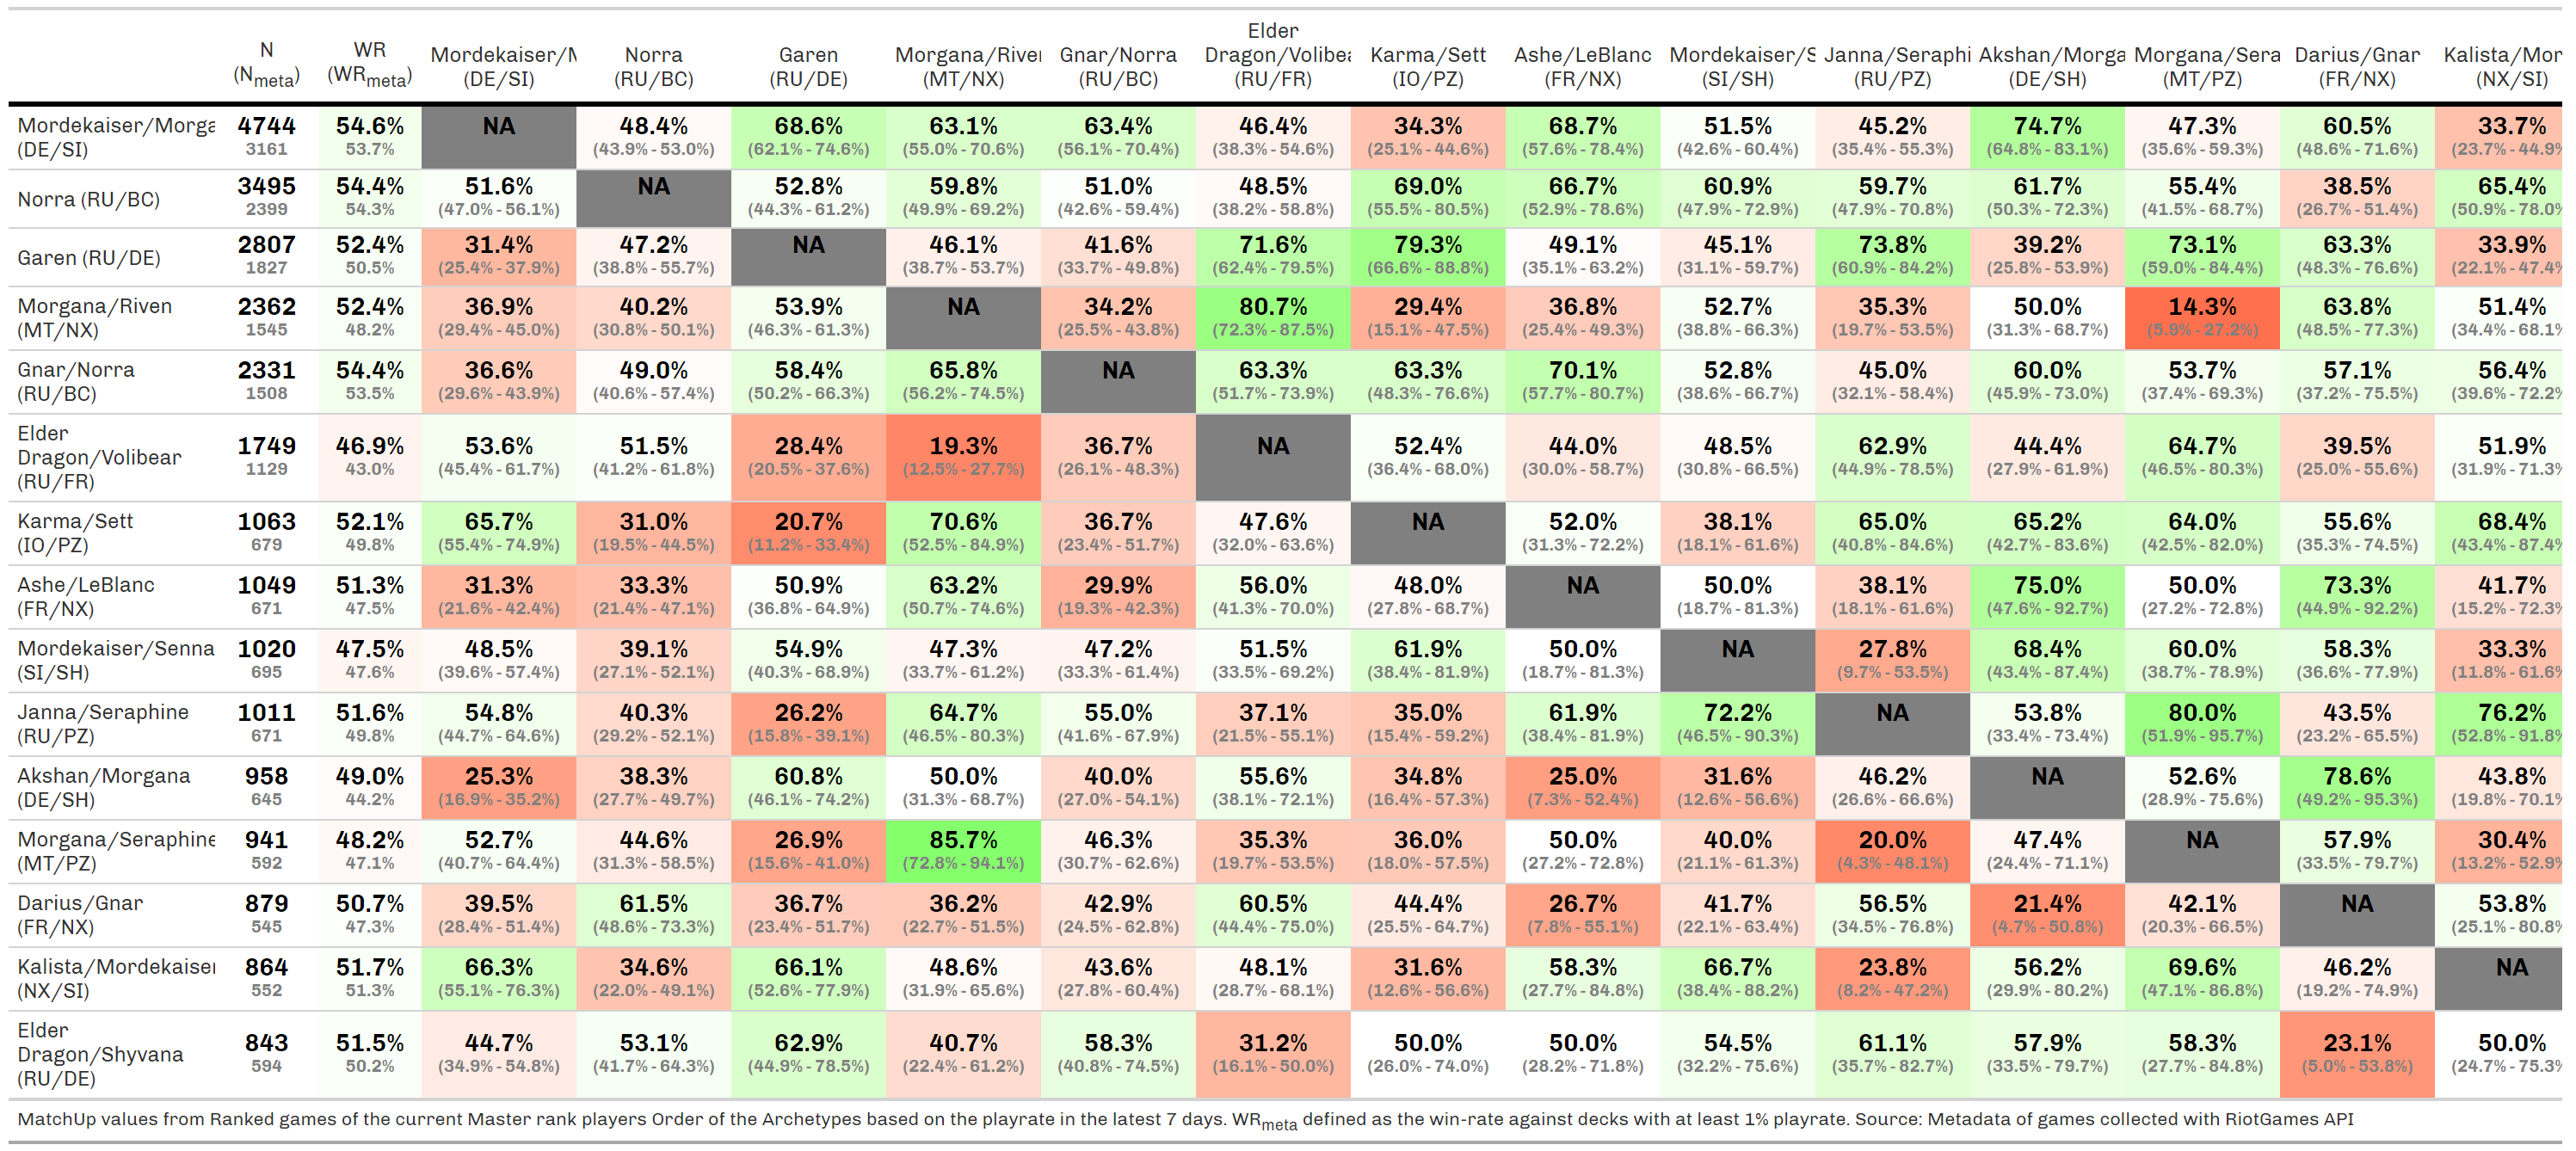 N (N_meta) WR (WR_meta) Mordekaiser/M (DE/SI) Norra (RU/BC) Garen (RU/DE) Morgana/Riven (MT/NX) Gnar/Norra (RU/BC) Elder Dragon/Volibea (RU/FR) Karma/Sett (IO/PZ) Ashe/LeBlanc (FR/NX) Mordekaiser/S (SI/SH) Janna/Seraphi (RU/PZ) Akshan/Morga (DE/SH) Morgana/Sera (MT/PZ) Darius/Gnar (FR/NX) Kalista/Mor (NX/SI)
Mordekaiser/Morga 4744 54.6% NA 48.4% 68.6% 63.1% 63.4% 46.4% 34.3% 68.7% 51.5% 45.2% 74.7% 47.3% 60.5% 33.7%
(DE/SI) 3161 53.7% (43.9% - 53.0%) (62.1% - 74.6%) (55.0% - 70.6%) (56.1% - 70.4%) (38.3% - 54.6%) (25.1% - 44.6%) (57.6% - 78.4%) (42.6% - 60.4%) (35.4% - 55.3%) (64.8% - 83.1%) (35.6% - 59.3%) (48.6% - 71.6%) (23.7% - 44.9%
Norra (RU/BC) 3495 54.4% 51.6% NA 52.8% 59.8% 51.0% 48.5% 69.0% 66.7% 60.9% 59.7% 61.7% 55.4% 38.5% 65.4%
2399 54.3% (47.0% - 56.1%) (44.3% - 61.2%) (49.9% - 69.2%) (42.6% - 59.4%) (38.2% - 58.8%) (55.5% - 80.5%) (52.9% - 78.6%) (47.9% - 72.9%) (47.9% - 70.8%) (50.3% - 72.3%) (41.5% - 68.7%) (26.7% - 51.4%) (50.9% - 78.0%
Garen (RU/DE) 2807 52.4% 31.4% 47.2% NA 46.1% 41.6% 71.6% 79.3% 49.1% 45.1% 73.8% 39.2% 73.1% 63.3% 33.9%
1827 50.5% (25.4% - 37.9%) (38.8% - 55.7%) (38.7% - 53.7%) (33.7% - 49.8%) (62.4% - 79.5%) (66.6% - 88.8%) (35.1% - 63.2%) (31.1% - 59.7%) (60.9% - 84.2%) (25.8% - 53.9%) (59.0% - 84.4%) (48.3% - 76.6%) (22.1% - 47.4%
Morgana/Riven 2362 52.4% 36.9% 40.2% 53.9% NA 34.2% 80.7% 29.4% 36.8% 52.7% 35.3% 50.0% 14.3% 63.8% 51.4%
(MT/NX) 1545 48.2% (29.4% - 45.0%) (30.8% - 50.1%) (46.3% - 61.3%) (25.5% - 43.8%) (72.3% - 87.5%) (15.1% - 47.5%) (25.4% - 49.3%) (38.8% - 66.3%) (19.7% - 53.5%) (31.3% - 68.7%) (5.9% - 27.2%) (48.5% - 77.3%) (34.4% - 68.1%
Gnar/Norra 2331 54.4% 36.6% 49.0% 58.4% 65.8% NA 63.3% 63.3% 70.1% 52.8% 45.0% 60.0% 53.7% 57.1% 56.4%
(RU/BC) 1508 53.5% (29.6% - 43.9%) (40.6% - 57.4%) (50.2% - 66.3%) (56.2% - 74.5%) (51.7% - 73.9%) (48.3% - 76.6%) (57.7% - 80.7%) (38.6% - 66.7%) (32.1% - 58.4%) (45.9% - 73.0%) (37.4% - 69.3%) (37.2% - 75.5%) (39.6% - 72.2%
Elder
Dragon/Volibear 1749 46.9% 53.6% 51.5% 28.4% 19.3% 36.7% NA 52.4% 44.0% 48.5% 62.9% 44.4% 64.7% 39.5% 51.9%
(RU/FR) 1129 43.0% (45.4% - 61.7%) (41.2% - 61.8%) (20.5% - 37.6%) (12.5% - 27.7%) (26.1% - 48.3%) (36.4% - 68.0%) (30.0% - 58.7%) (30.8% - 66.5%) (44.9% - 78.5%) (27.9% - 61.9%) (46.5% - 80.3%) (25.0% - 55.6%) (31.9% - 71.3%
Karma/Sett 1063 52.1% 65.7% 31.0% 20.7% 70.6% 36.7% 47.6% NA 52.0% 38.1% 65.0% 65.2% 64.0% 55.6% 68.4%
(IO/PZ) 679 49.8% (55.4% - 74.9%) (19.5% - 44.5%) (11.2% - 33.4%) (52.5% - 84.9%) (23.4% - 51.7%) (32.0% - 63.6%) (31.3% - 72.2%) (18.1% - 61.6%) (40.8% - 84.6%) (42.7% - 83.6%) (42.5% - 82.0%) (35.3% - 74.5%) (43.4% - 87.4%
Ashe/LeBlanc 1049 51.3% 31.3% 33.3% 50.9% 63.2% 29.9% 56.0% 48.0% NA 50.0% 38.1% 75.0% 50.0% 73.3% 41.7%
(FR/NX) 671 47.5% (21.6% - 42.4%) (21.4% - 47.1%) (36.8% - 64.9%) (50.7% - 74.6%) (19.3% - 42.3%) (41.3% - 70.0%) (27.8% - 68.7%) (18.7% - 81.3%) (18.1% - 61.6%) (47.6% - 92.7%) (27.2% - 72.8%) (44.9% - 92.2%) (15.2% - 72.3%
Mordekaiser/Senna 1020 47.5% 48.5% 39.1% 54.9% 47.3% 47.2% 51.5% 61.9% 50.0% NA 27.8% 68.4% 60.0% 58.3% 33.3%
(SI/SH) 695 47.6% (39.6% - 57.4%) (27.1% - 52.1%) (40.3% - 68.9%) (33.7% - 61.2%) (33.3% - 61.4%) (33.5% - 69.2%) (38.4% - 81.9%) (18.7% - 81.3%) (9.7% - 53.5%) (43.4% - 87.4%) (38.7% - 78.9%) (36.6% - 77.9%) (11.8% - 61.6%
Janna/Seraphine 1011 51.6% 54.8% 40.3% 26.2% 64.7% 55.0% 37.1% 35.0% 61.9% 72.2% NA 53.8% 80.0% 43.5% 76.2%
(RU/PZ) 671 49.8% (44.7% - 64.6%) (29.2% - 52.1%) (15.8% - 39.1%) (46.5% - 80.3%) (41.6% - 67.9%) (21.5% - 55.1%) (15.4% - 59.2%) (38.4% - 81.9%) (46.5% - 90.3%) (33.4% - 73.4%) (51.9% - 95.7%) (23.2% - 65.5%) (52.8% - 91.8%
Akshan/Morgana 958 49.0% 25.3% 38.3% 60.8% 50.0% 40.0% 55.6% 34.8% 25.0% 31.6% 46.2% NA 52.6% 78.6% 43.8%
(DE/SH) 645 44.2% (16.9% - 35.2%) (27.7% - 49.7%) (46.1% - 74.2%) (31.3% - 68.7%) (27.0% - 54.1%) (38.1% - 72.1%) (16.4% - 57.3%) (7.3% - 52.4%) (12.6% - 56.6%) (26.6% - 66.6%) (28.9% - 75.6%) (49.2% - 95.3%) (19.8% - 70.1%
Morgana/Seraphine 941 48.2% 52.7% 44.6% 26.9% 85.7% 46.3% 35.3% 36.0% 50.0% 40.0% 20.0% 47.4% NA 57.9% 30.4%
(MT/PZ) 592 47.1% (40.7% - 64.4%) (31.3% - 58.5%) (15.6% - 41.0%) (72.8% - 94.1%) (30.7% - 62.6%) (19.7% - 53.5%) (18.0% - 57.5%) (27.2% - 72.8%) (21.1% - 61.3%) (4.3% - 48.1%) (24.4% - 71.1%) (33.5% - 79.7%) (13.2% - 52.9%
Darius/Gnar 879 50.7% 39.5% 61.5% 36.7% 36.2% 42.9% 60.5% 44.4% 26.7% 41.7% 56.5% 21.4% 42.1% NA 53.8%
(FR/NX) 545 47.3% (28.4% - 51.4%) (48.6% - 73.3%) (23.4% - 51.7%) (22.7% - 51.5%) (24.5% - 62.8%) (44.4% - 75.0%) (25.5% - 64.7%) (7.8% - 55.1%) (22.1% - 63.4%) (34.5% - 76.8%) (4.7% - 50.8%) (20.3% - 66.5%) (25.1% - 80.8%
Kalista/Mordekaiser 864 51.7% 66.3% 34.6% 66.1% 48.6% 43.6% 48.1% 31.6% 58.3% 66.7% 23.8% 56.2% 69.6% 46.2% NA
(NX/SI) 552 51.3% (55.1% - 76.3%) (22.0% - 49.1%) (52.6% - 77.9%) (31.9% - 65.6%) (27.8% - 60.4%) (28.7% - 68.1%) (12.6% - 56.6%) (27.7% - 84.8%) (38.4% - 88.2%) (8.2% - 47.2%) (29.9% - 80.2%) (47.1% - 86.8%) (19.2% - 74.9%)
Elder
Dragon/Shyvana 843 51.5% 44.7% 53.1% 62.9% 40.7% 58.3% 31.2% 50.0% 50.0% 54.5% 61.1% 57.9% 58.3% 23.1% 50.0%
(RU/DE) 594 50.2% (34.9% - 54.8%) (41.7% - 64.3%) (44.9% - 78.5%) (22.4% - 61.2%) (40.8% - 74.5%) (16.1% - 50.0%) (26.0% - 74.0%) (28.2% - 71.8%) (32.2% - 75.6%) (35.7% - 82.7%) (33.5% - 79.7%) (27.7% - 84.8%) (5.0% - 53.8%) (24.7% - 75.3%
MatchUp values from Ranked games of the current Master rank players Order of the Archetypes based on the playrate in the latest 7 days. WR_meta defined as the win-rate against decks with at least 1% playrate. Source: Metadata of games collected with RiotGames API